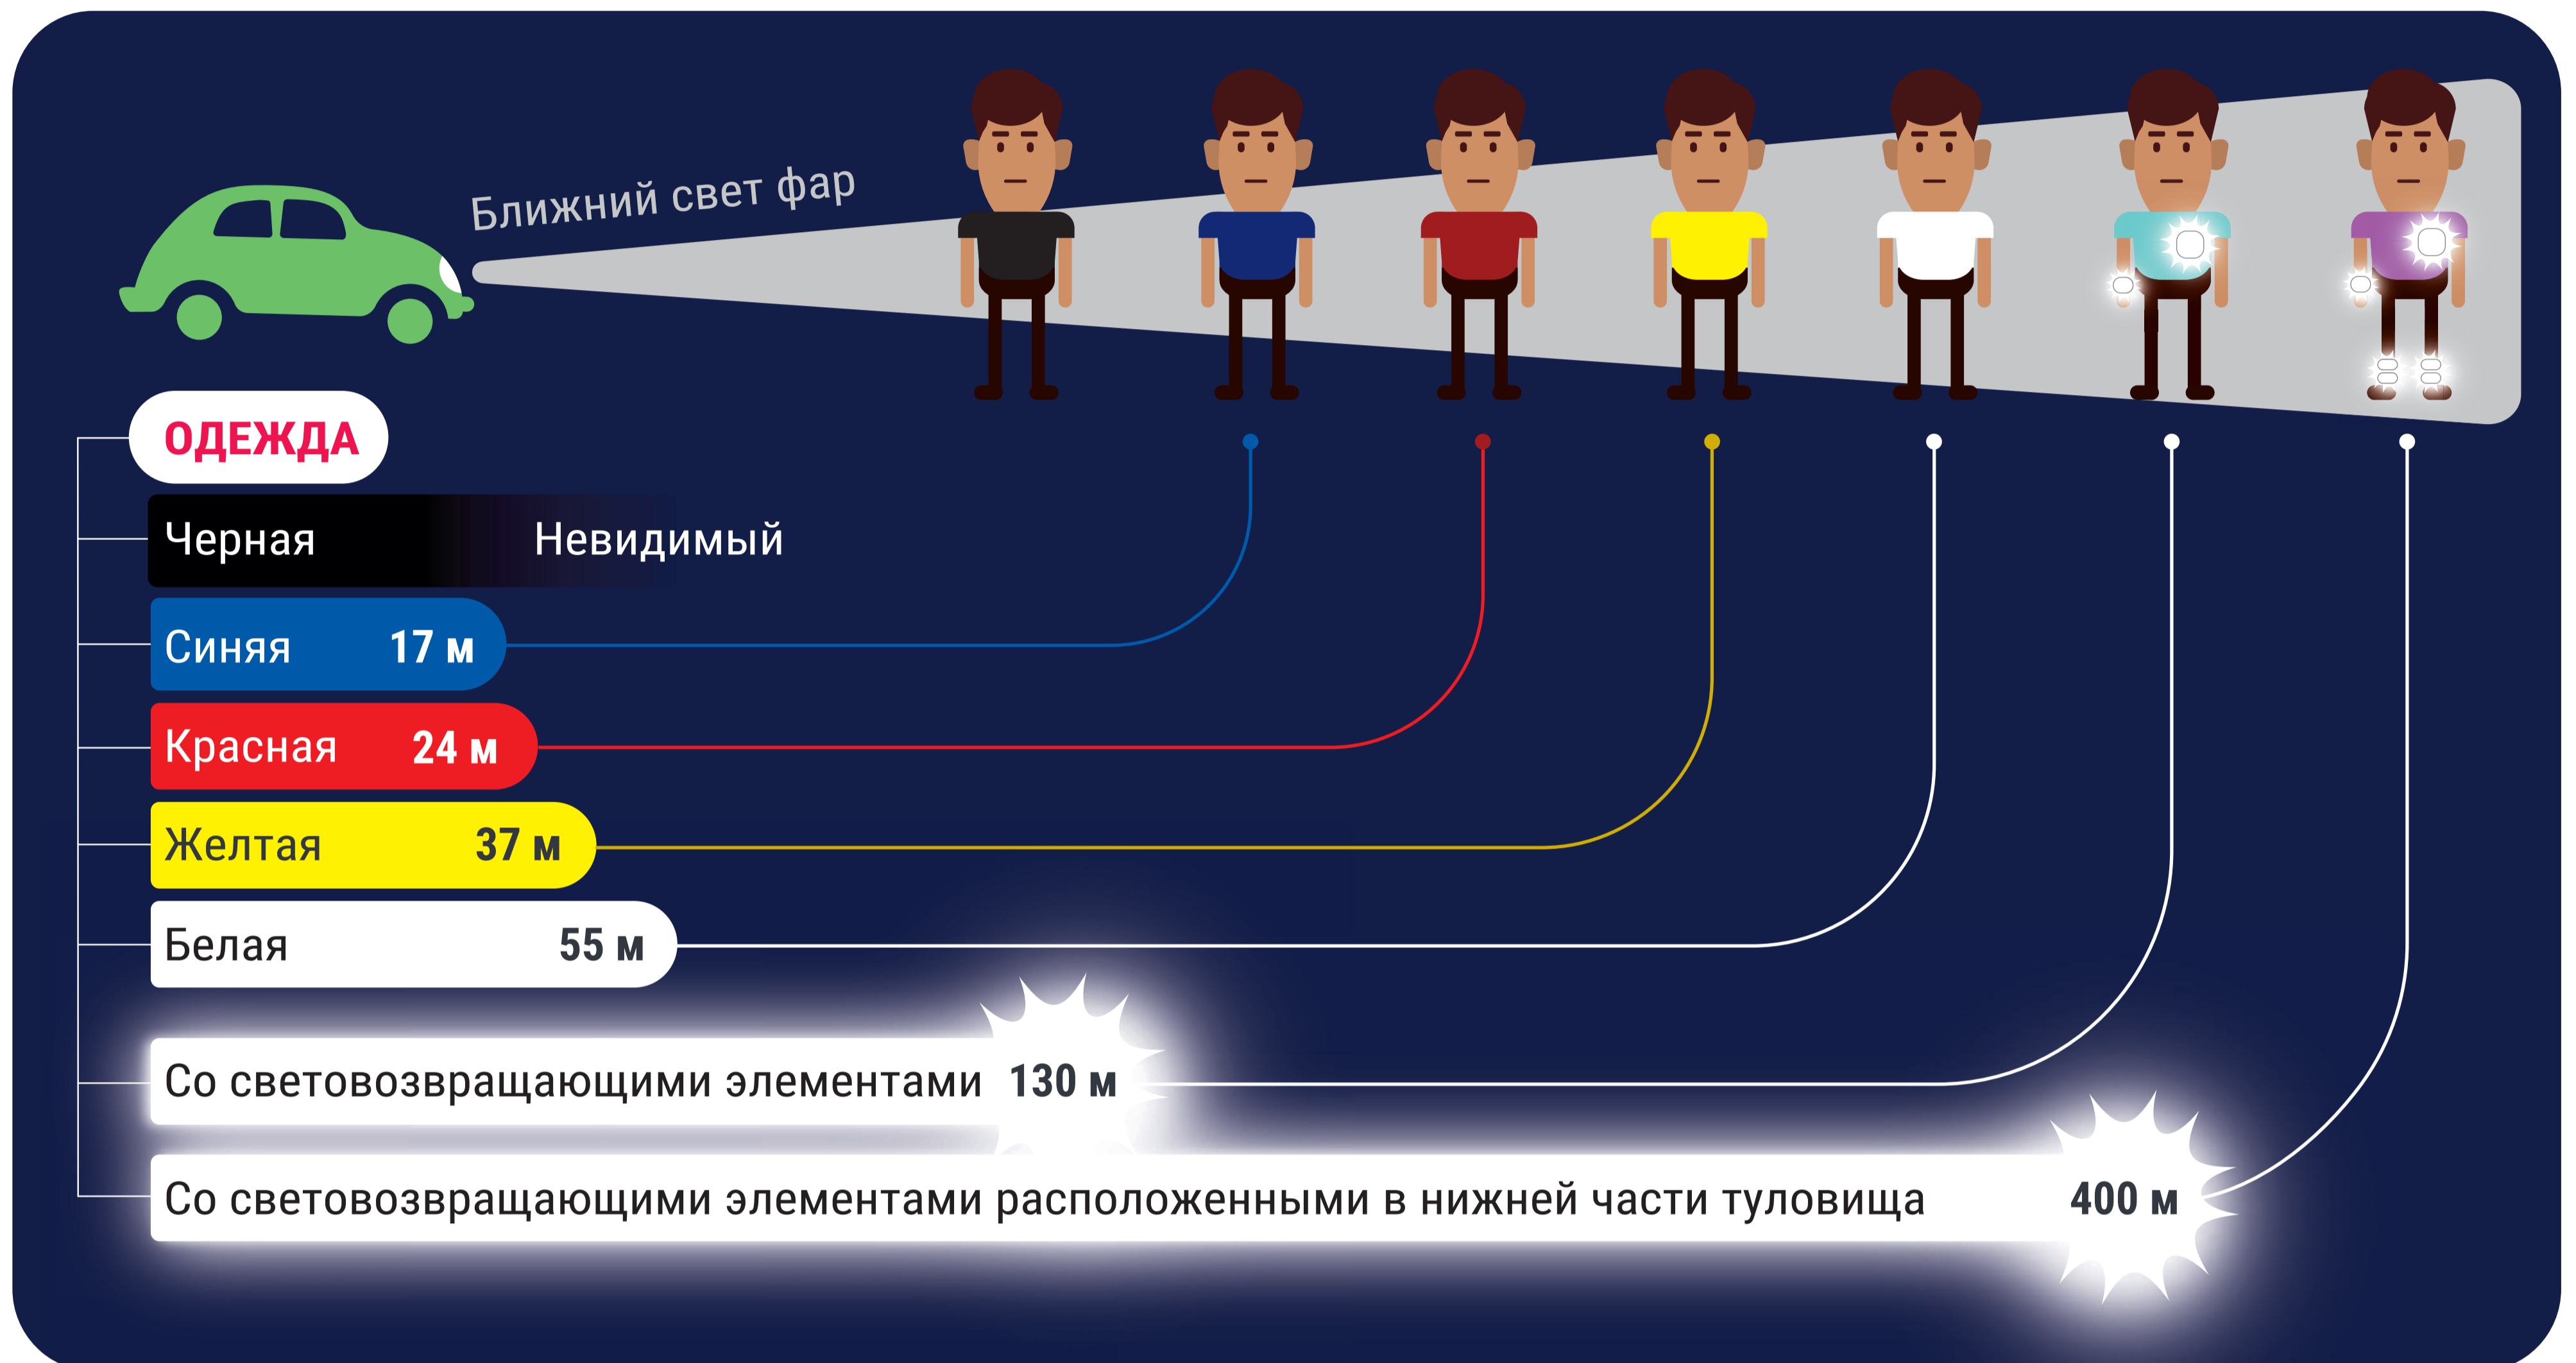 Ближний свет фар
ОДЕЖДА
Черная Невидимый
Синяя 17 м
Красная 24 м
Желтая 37 м
Белая 55 м
Со световозвращающими элементами 130 м
Со световозвращающими элементами расположенными в нижней части туловища 400 м